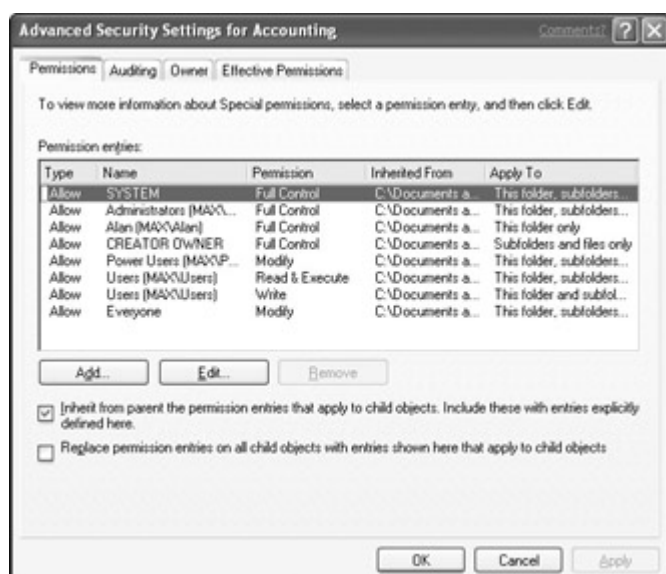 Advanced Security Settings for Accounting Comments? ?
Permissions Auditing Owner Effective Permissions
To view more information about Special permissions, select a permission entry, and then click Edit.
Permission entries:
Type Name Permission Inherited From Apply To
Allow SYSTEM Full Control C:\Documents a... This folder, subfolders...
Allow Administrators (MAX\... Full Control C:\Documents a... This folder, subfolders...
Allow Alan (MAX\Alan) Full Control C:\Documents a... This folder only
Allow CREATOR OWNER Full Control C:\Documents a... Subfolders and files only
Allow Power Users (MAX\P... Modify C:\Documents a... This folder, subfolders...
Allow Users (MAX\Users) Read & Execute C:\Documents a... This folder, subfolders...
Allow Users (MAX\Users) Write C:\Documents a... This folder and subfol...
Allow Everyone Modify C:\Documents a... This folder, subfolders...
Add... Edit... Remove
Inherit from parent the permission entries that apply to child objects. Include these with entries explicitly
defined here.
Replace permission entries on all child objects with entries shown here that apply to child objects
OK Cancel Apply